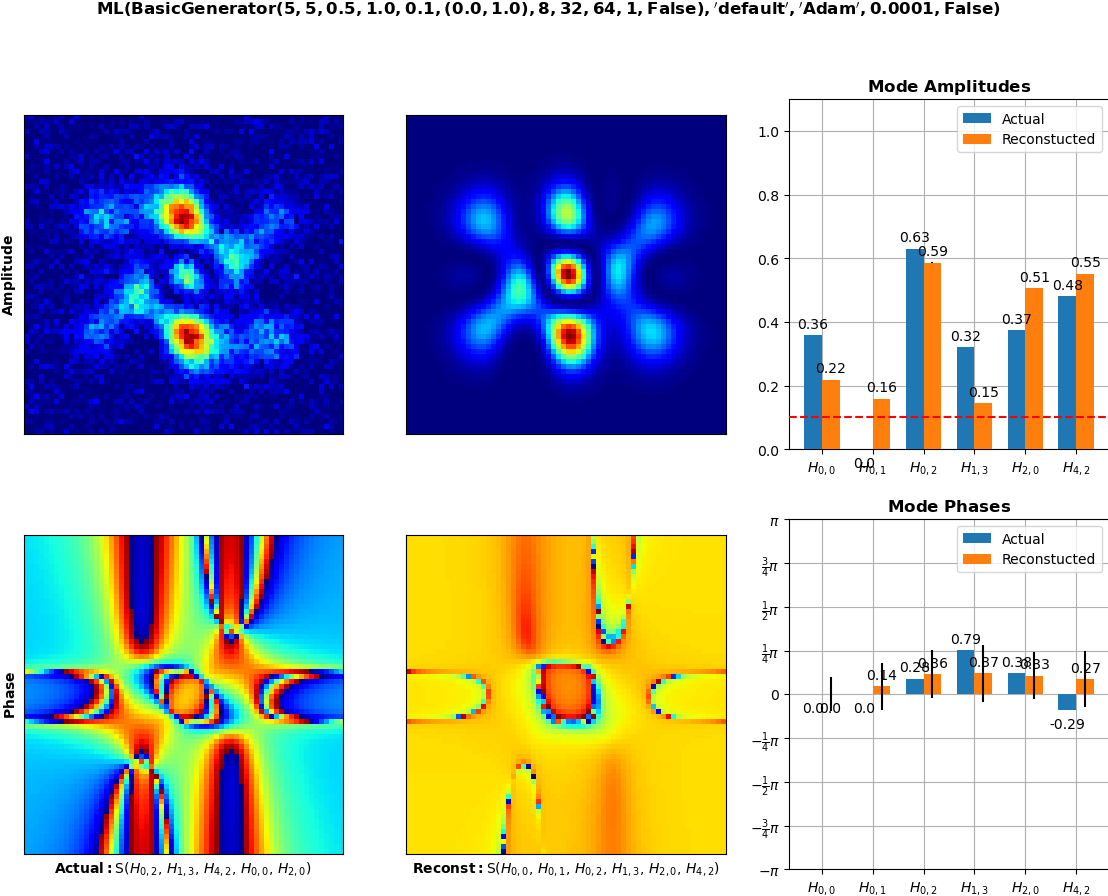 ML(BasicGenerator(5, 5, 0.5, 1.0, 0.1, (0.0, 1.0), 8, 32, 64, 1, False), 'default', 'Adam', 0.0001, False)
Amplitude
Mode Amplitudes
Actual
Reconstucted
1.0
0.8
0.6
0.4
0.2
0.0
0.36
0.22
0.0
0.16
0.63
0.59
0.32
0.15
0.37
0.51
0.48
0.55
H0,0 H0,1 H0,2 H1,3 H2,0 H4,2
Phase
Mode Phases
Actual
Reconstucted
π
3/4π
1/2π
1/4π
0
−1/4π
−1/2π
−3/4π
−π
0.0
0.0
0.0
0.14
0.28
0.36
0.79
0.37
0.38
0.33
-0.29
0.27
H0,0 H0,1 H0,2 H1,3 H2,0 H4,2
Actual: S(H0,2, H1,3, H4,2, H0,0, H2,0)
Reconst: S(H0,0, H0,1, H0,2, H1,3, H2,0, H4,2)